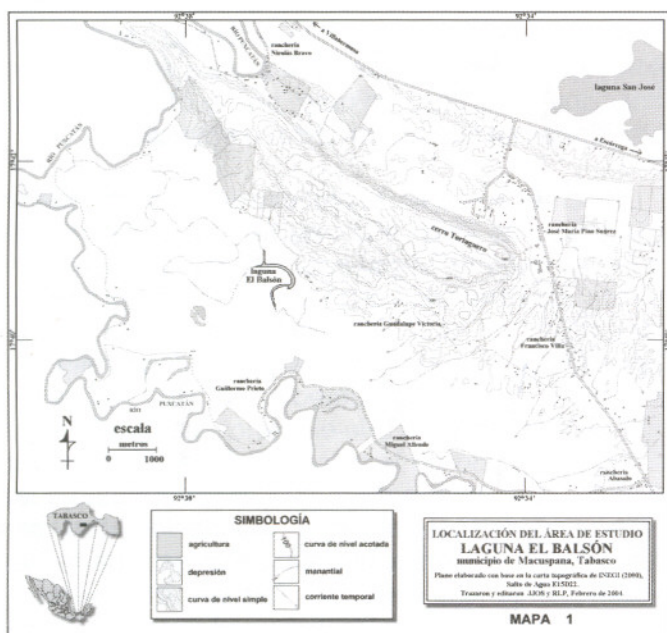 92°38'
92°34'
RÍO PUXCATÁN
ranchería
Nicolás Bravo
a Villahermosa
laguna San José
RÍO PUXCATÁN
a Escárcega
ranchería
José María Pino Suárez
cerro Tortuguero
laguna
El Balsón
ranchería Guadalupe Victoria
ranchería
Francisco Villa
ranchería
Guillermo Prieto
RÍO PUXCATÁN
N
escala
metros
0 1000
ranchería
Miguel Allende
ranchería
92°38'
92°34'
TABASCO
SIMBOLOGÍA
agricultura
depresión
curva de nivel simple
100
curva de nivel acotada
manantial
corriente temporal
LOCALIZACIÓN DEL ÁREA DE ESTUDIO
LAGUNA EL BALSÓN
municipio de Macuspana, Tabasco
Plano elaborado con base en la carta topográfica de INEGI (2000),
Salto de Agua E15D22.
Trazaron y editaron AJOS y RLP, Febrero de 2004
MAPA 1